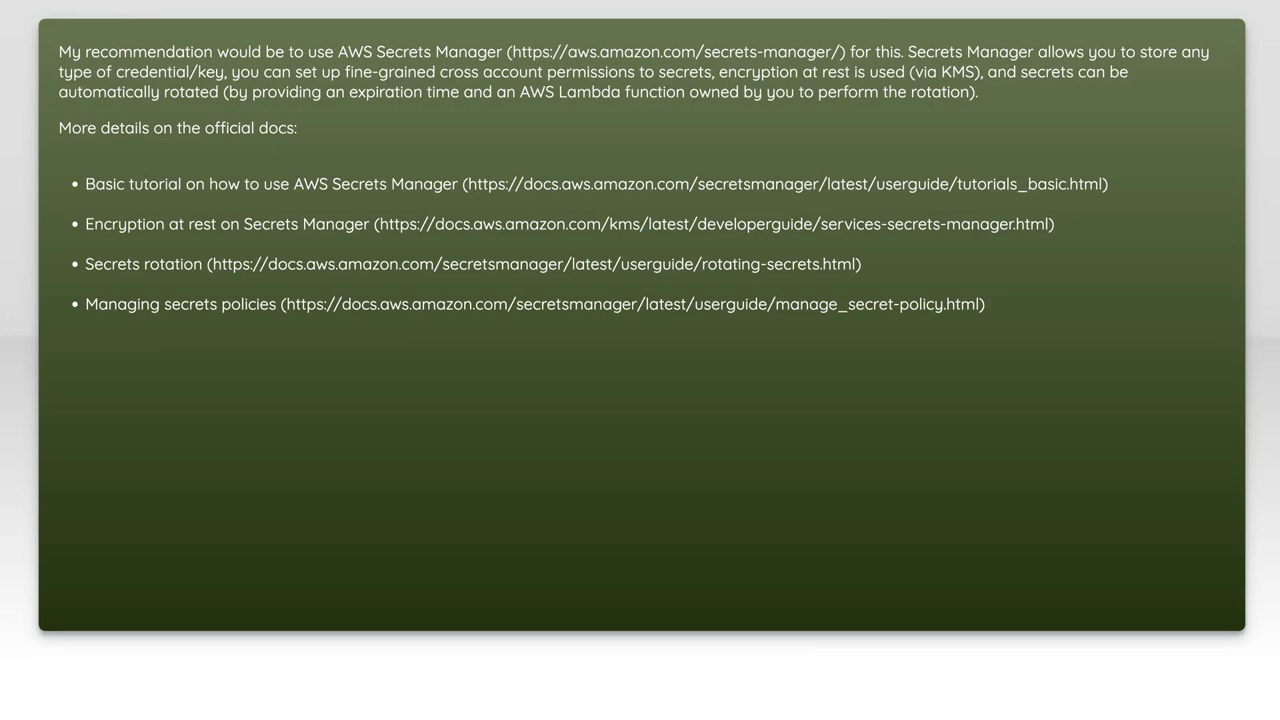 My recommendation would be to use AWS Secrets Manager (https://aws.amazon.com/secrets-manager/) for this. Secrets Manager allows you to store any
type of credential/key, you can set up fine-grained cross account permissions to secrets, encryption at rest is used (via KMS), and secrets can be
automatically rotated (by providing an expiration time and an AWS Lambda function owned by you to perform the rotation).
More details on the official docs:
• Basic tutorial on how to use AWS Secrets Manager (https://docs.aws.amazon.com/secretsmanager/latest/userguide/tutorials_basic.html)
• Encryption at rest on Secrets Manager (https://docs.aws.amazon.com/kms/latest/developerguide/services-secrets-manager.html)
• Secrets rotation (https://docs.aws.amazon.com/secretsmanager/latest/userguide/rotating-secrets.html)
• Managing secrets policies (https://docs.aws.amazon.com/secretsmanager/latest/userguide/manage_secret-policy.html)